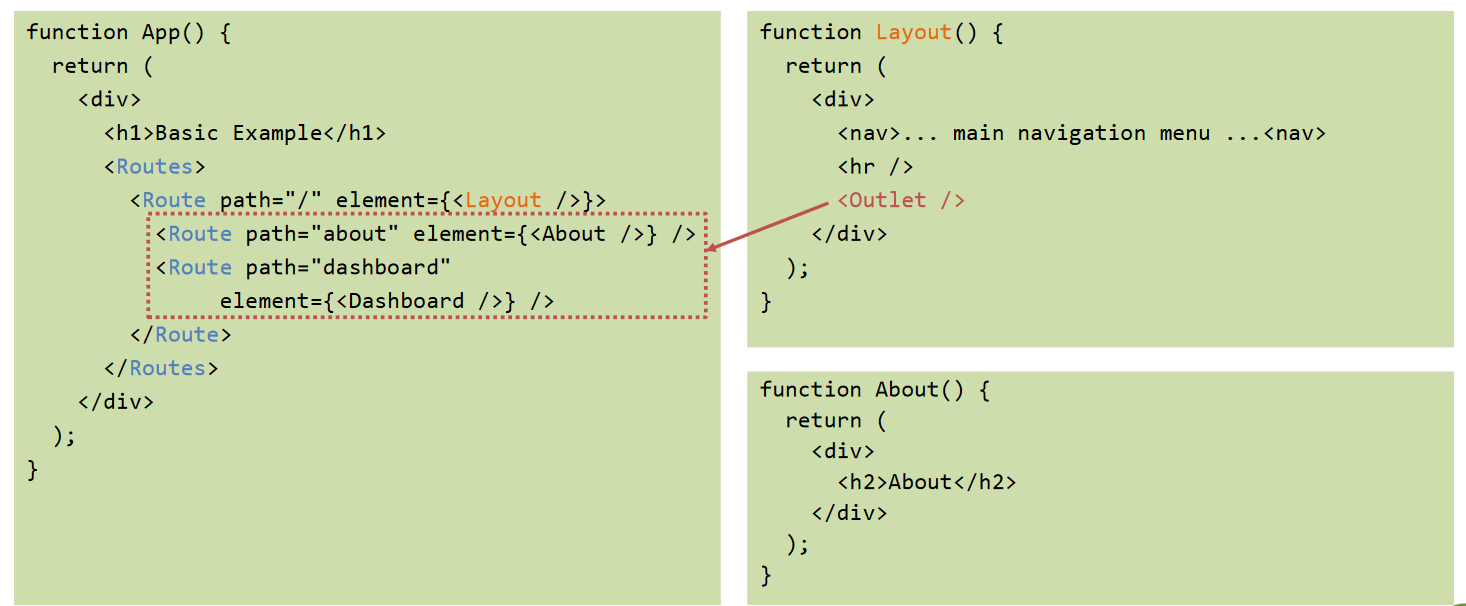 function App() {
  return (
    <div>
      <h1>Basic Example</h1>
      <Routes>
        <Route path="/" element={<Layout />}>
          <Route path="about" element={<About />} />
          <Route path="dashboard"
               element={<Dashboard />} />
        </Route>
      </Routes>
    </div>
  );
}
function Layout() {
  return (
    <div>
      <nav>... main navigation menu ...<nav>
      <hr />
      <Outlet />
    </div>
  );
}
function About() {
  return (
    <div>
      <h2>About</h2>
    </div>
  );
}